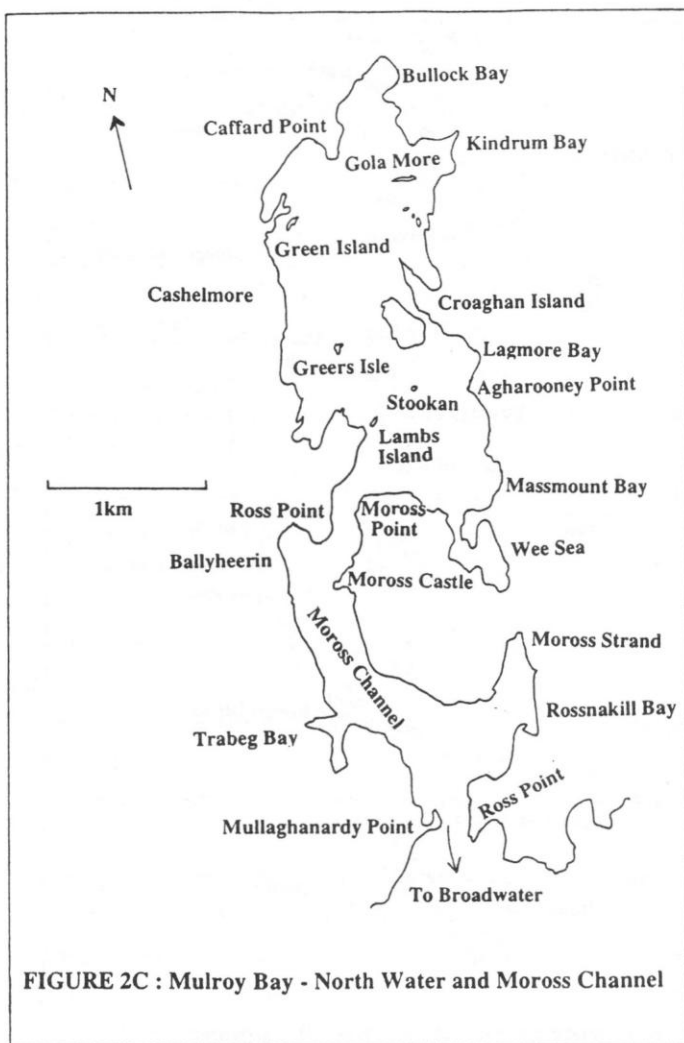 Bullock Bay
N
Caffard Point
Kindrum Bay
Gola More
Green Island
Cashelmore
Croaghan Island
Lagmore Bay
Greers Isle
Agharooney Point
Stookan
Lambs
Island
Massmount Bay
1km
Ross Point
Moross
Point
Wee Sea
Ballyheerin
Moross Castle
Moross Channel
Moross Strand
Rossnakill Bay
Trabeg Bay
Ross Point
Mullaghanardy Point
To Broadwater
FIGURE 2C : Mulroy Bay - North Water and Moross Channel